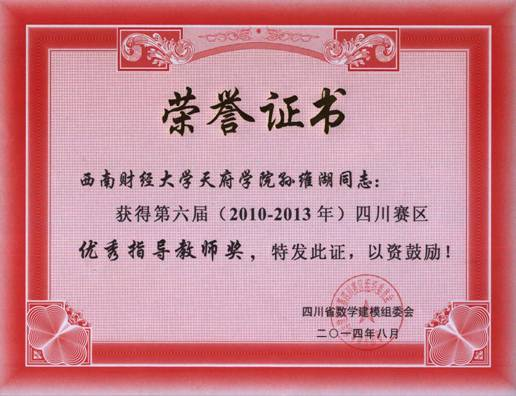 荣誉证书
西南财经大学天府学院孙雍湖同志：
获得第六届（2010-2013年）四川赛区
优秀指导教师奖，特发此证，以资鼓励！
四川省数学建模组委会
二〇一四年八月